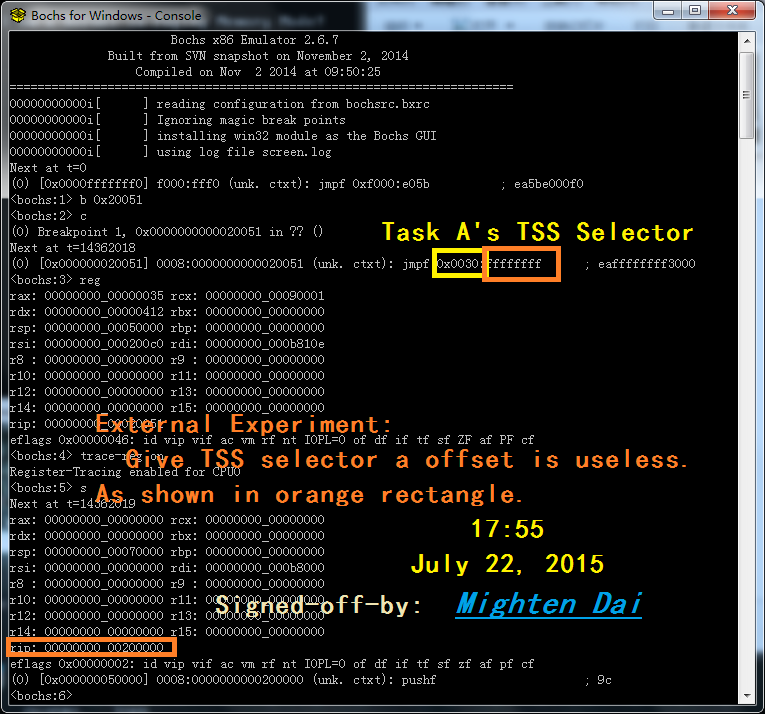 Bochs for Windows - Console
Bochs x86 Emulator 2.6.7
Built from SVN snapshot on November 2, 2014
Compiled on Nov  2 2014 at 09:50:25
========================================================================
00000000000i[      ] reading configuration from bochsrc.bxrc
00000000000i[      ] Ignoring magic break points
00000000000i[      ] installing win32 module as the Bochs GUI
00000000000i[      ] using log file screen.log
Next at t=0
(0) [0x0000fffffff0] f000:fff0 (unk. ctxt): jmpf 0xf000:e05b          ; ea5be000f0
<bochs:1> b 0x20051
<bochs:2> c
(0) Breakpoint 1, 0x0000000000020051 in ?? ()
Task A's TSS Selector
Next at t=14362018
(0) [0x000000020051] 0008:0000000000020051 (unk. ctxt): jmpf 0x0030:ffffffff      ; eaffffffff3000
<bochs:3> reg
rax: 00000000_00000035 rcx: 00000000_00090001
rdx: 00000000_00000412 rbx: 00000000_00000000
rsp: 00000000_00050000 rbp: 00000000_00000000
rsi: 00000000_000200c0 rdi: 00000000_000b810e
r8 : 00000000_00000000 r9 : 00000000_00000000
r10: 00000000_00000000 r11: 00000000_00000000
r12: 00000000_00000000 r13: 00000000_00000000
r14: 00000000_00000000 r15: 00000000_00000000
rip: 00000000_00020051
External Experiment:
eflags 0x00000046: id vip vif ac vm rf nt IOPL=0 of df if tf sf ZF af PF cf
<bochs:4> trace-reg on
Give TSS selector a offset is useless.
Register-Tracing enabled for CPU0
<bochs:5> s
As shown in orange rectangle.
Next at t=14362019
rax: 00000000_00000000 rcx: 00000000_00000000
17:55
rdx: 00000000_00000000 rbx: 00000000_00000000
rsp: 00000000_00070000 rbp: 00000000_00000000
July 22, 2015
rsi: 00000000_00000000 rdi: 00000000_000b8000
r8 : 00000000_00000000 r9 : 00000000_00000000
r10: 00000000_00000000 r11: 00000000_00000000
Signed-off-by: Mighten Dai
r12: 00000000_00000000 r13: 00000000_00000000
r14: 00000000_00000000 r15: 00000000_00000000
rip: 00000000_00200000
eflags 0x00000002: id vip vif ac vm rf nt IOPL=0 of df if tf sf zf af pf cf
(0) [0x000000050000] 0008:0000000000200000 (unk. ctxt): pushf                     ; 9c
<bochs:6>